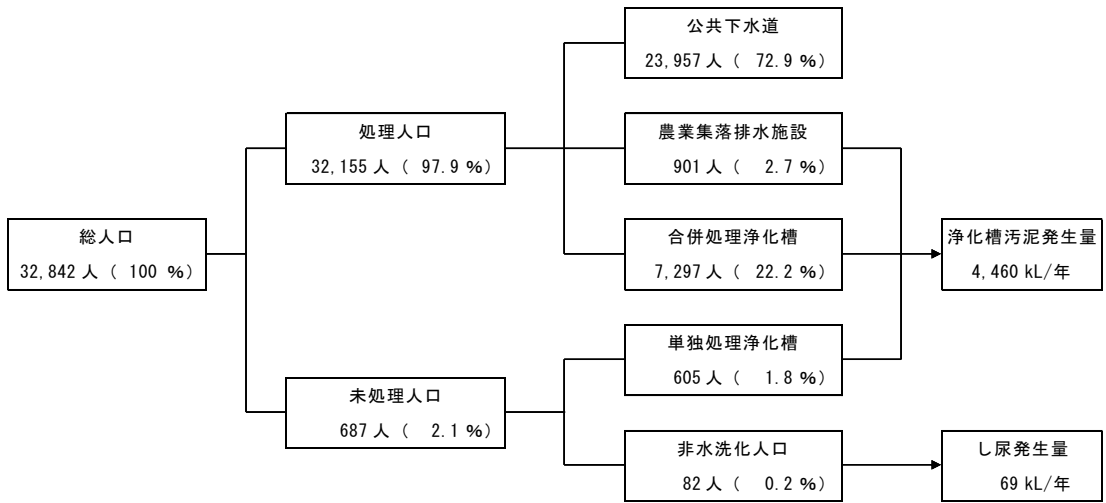 公共下水道
23,957 人 ( 72.9 %)
処理人口
32,155 人 ( 97.9 %)
農業集落排水施設
901 人 ( 2.7 %)
総人口
32,842 人 ( 100 %)
合併処理浄化槽
7,297 人 ( 22.2 %)
浄化槽汚泥発生量
4,460 kL/年
単独処理浄化槽
605 人 ( 1.8 %)
未処理人口
687 人 ( 2.1 %)
非水洗化人口
82 人 ( 0.2 %)
し尿発生量
69 kL/年